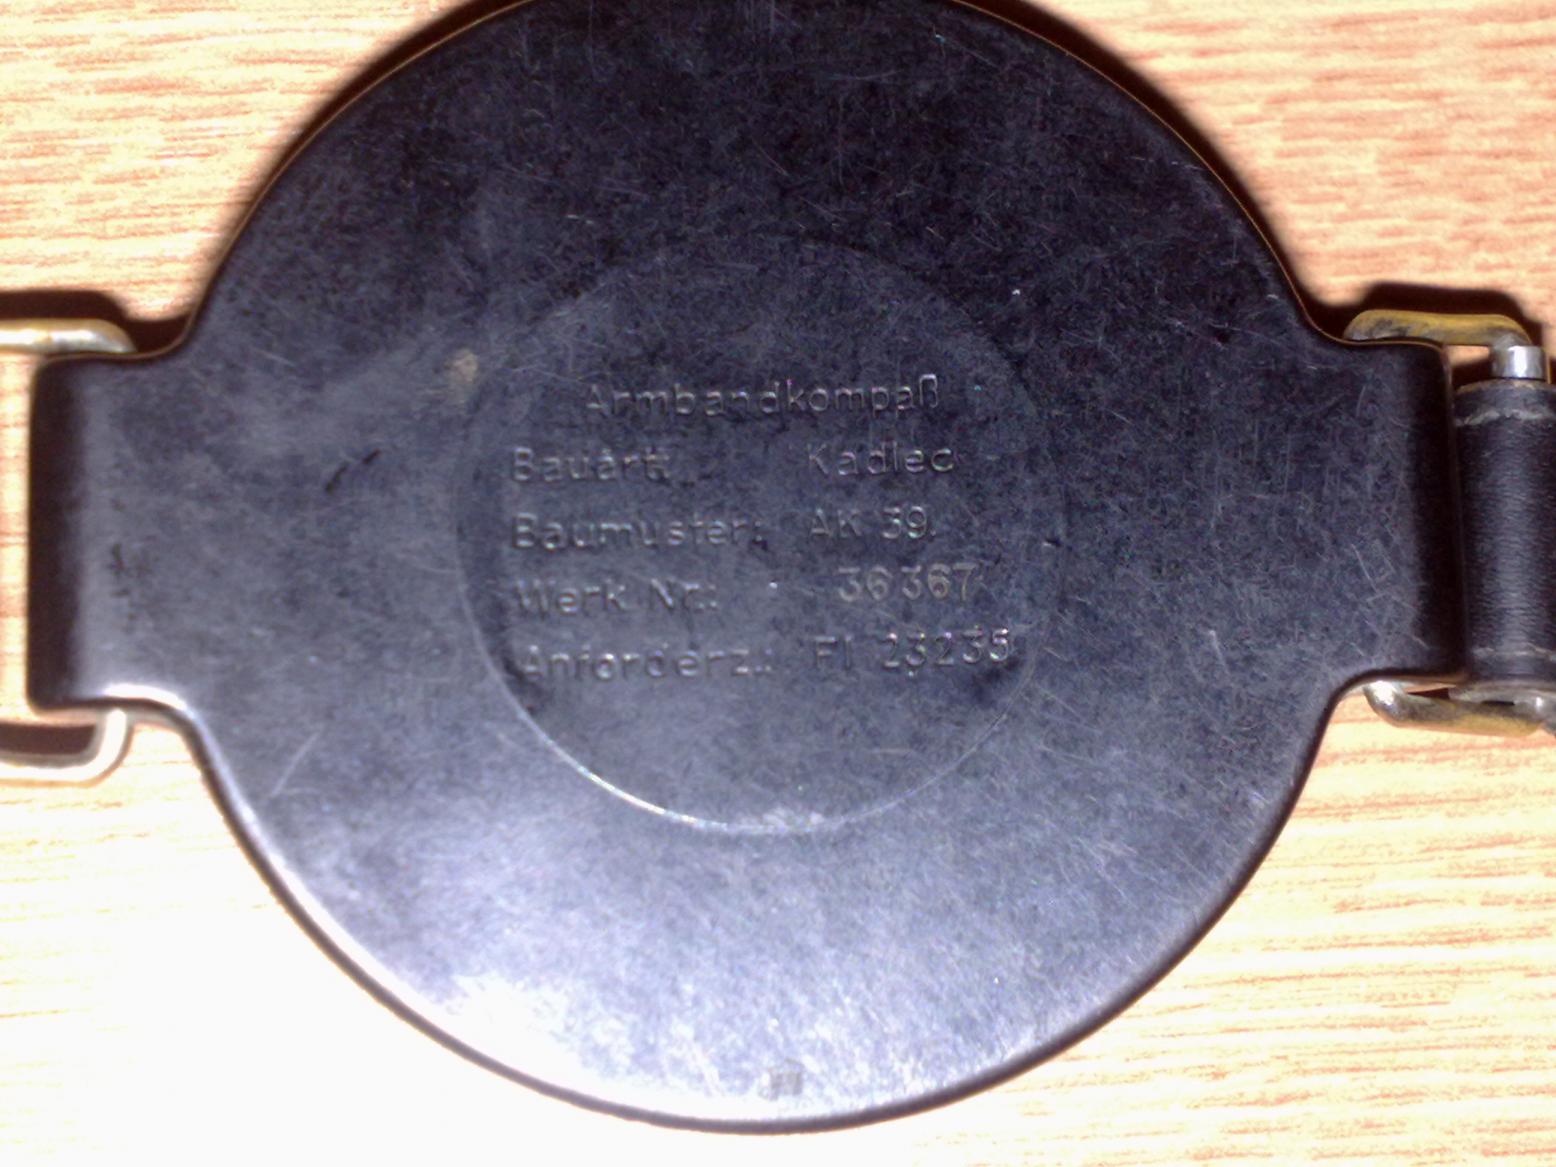 Armbandkompaß
Bauart: Kadlec
Baumuster: AK 39.
Werk Nr.: 36367
Anforderz.: Fl 23235